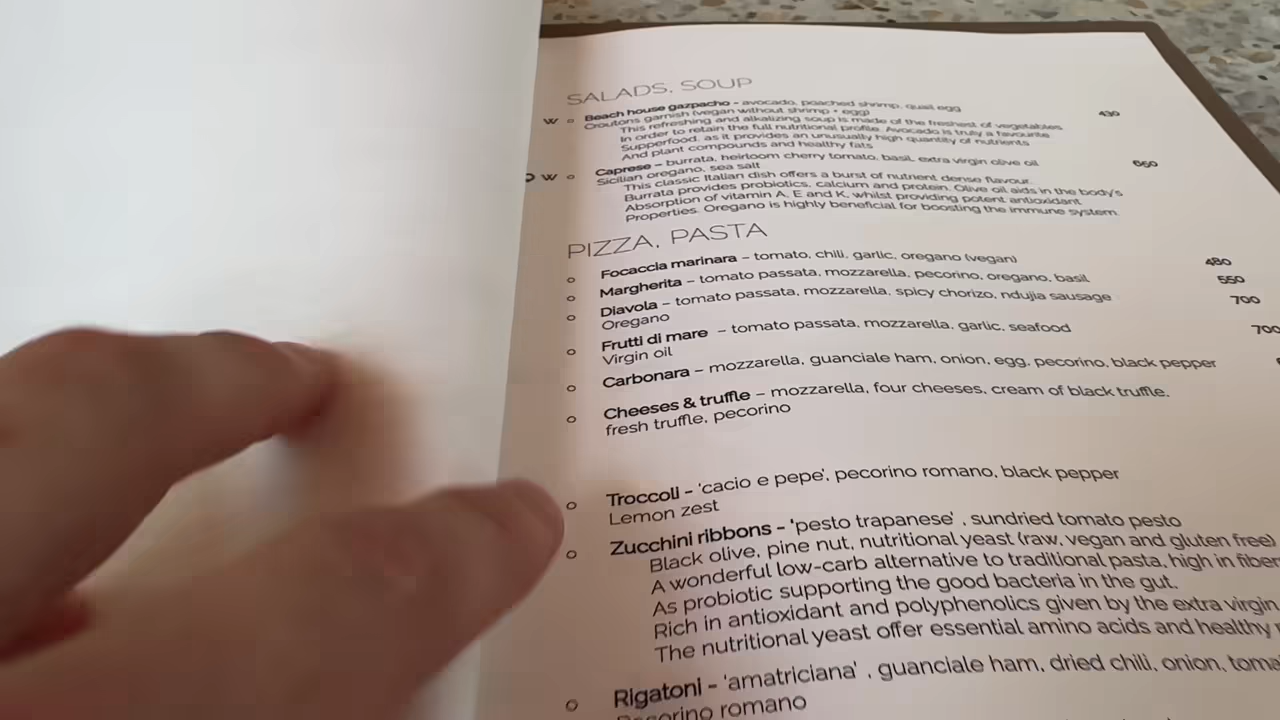 SALADS, SOUP
W o Beach house gazpacho - avocado, poached shrimp, quail egg 430
Croutons garnish (vegan without shrimp + egg)
This refreshing and alkalizing soup is made of the freshest of vegetables
In order to retain the full nutritional profile. Avocado is truly a favourite
Supperfood, as it provides an unusually high quantity of nutrients
And plant compounds and healthy fats
W o Caprese – burrata, heirloom cherry tomato, basil, extra virgin olive oil 660
Sicilian oregano, sea salt
This classic Italian dish offers a burst of nutrient dense flavour.
Burrata provides probiotics, calcium and protein. Olive oil aids in the body's
Absorption of vitamin A, E and K, whilst providing potent antioxidant
Properties. Oregano is highly beneficial for boosting the immune system.
PIZZA, PASTA
o Focaccia marinara – tomato, chili, garlic, oregano (vegan) 480
o Margherita – tomato passata, mozzarella, pecorino, oregano, basil 550
o Diavola – tomato passata, mozzarella, spicy chorizo, ndujia sausage 700
Oregano
o Frutti di mare – tomato passata, mozzarella, garlic, seafood 700
Virgin oil
o Carbonara – mozzarella, guanciale ham, onion, egg, pecorino, black pepper
o Cheeses & truffle – mozzarella, four cheeses, cream of black truffle,
fresh truffle, pecorino
o Troccoli - 'cacio e pepe', pecorino romano, black pepper
Lemon zest
o Zucchini ribbons - 'pesto trapanese' , sundried tomato pesto
Black olive, pine nut, nutritional yeast (raw, vegan and gluten free)
A wonderful low-carb alternative to traditional pasta, high in fiber
As probiotic supporting the good bacteria in the gut.
Rich in antioxidant and polyphenolics given by the extra virgin
The nutritional yeast offer essential amino acids and healthy
o Rigatoni - 'amatriciana' , guanciale ham, dried chili, onion,
Pecorino romano